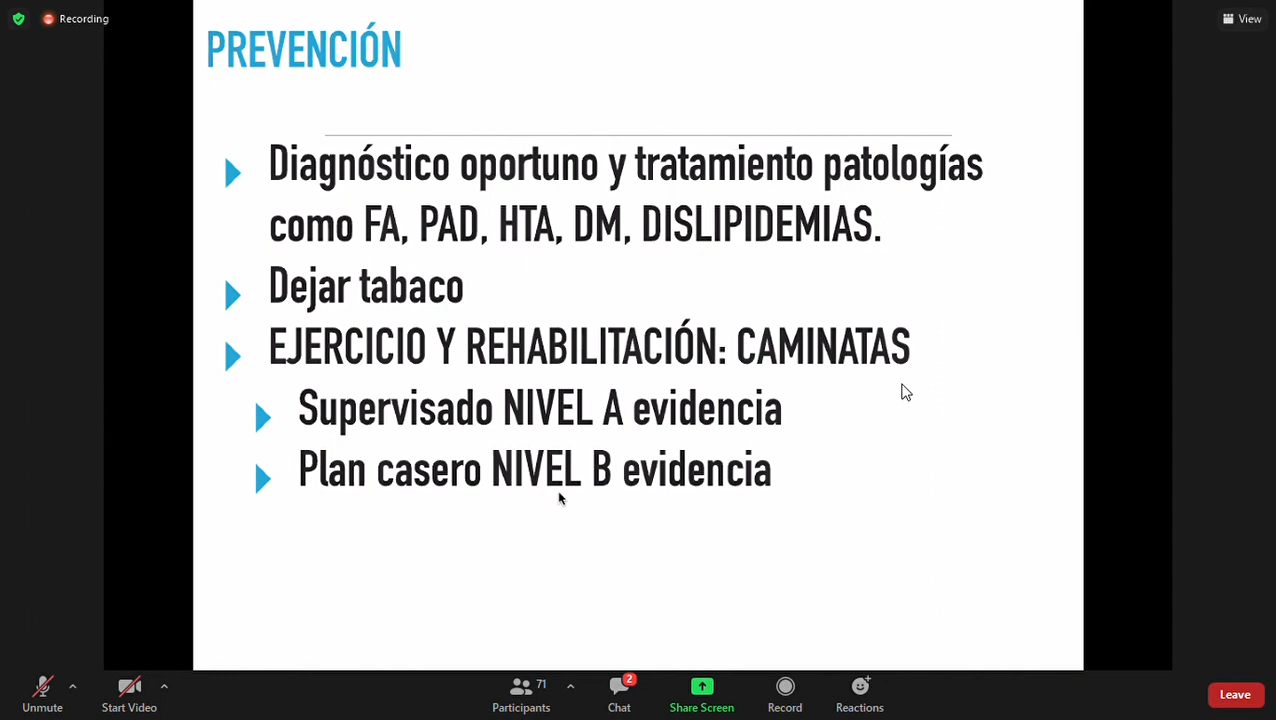 Recording
View
PREVENCIÓN
Diagnóstico oportuno y tratamiento patologías
como FA, PAD, HTA, DM, DISLIPIDEMIAS.
Dejar tabaco
EJERCICIO Y REHABILITACIÓN: CAMINATAS
Supervisado NIVEL A evidencia
Plan casero NIVEL B evidencia
Unmute
Start Video
71
Participants
2
Chat
Share Screen
Record
Reactions
Leave